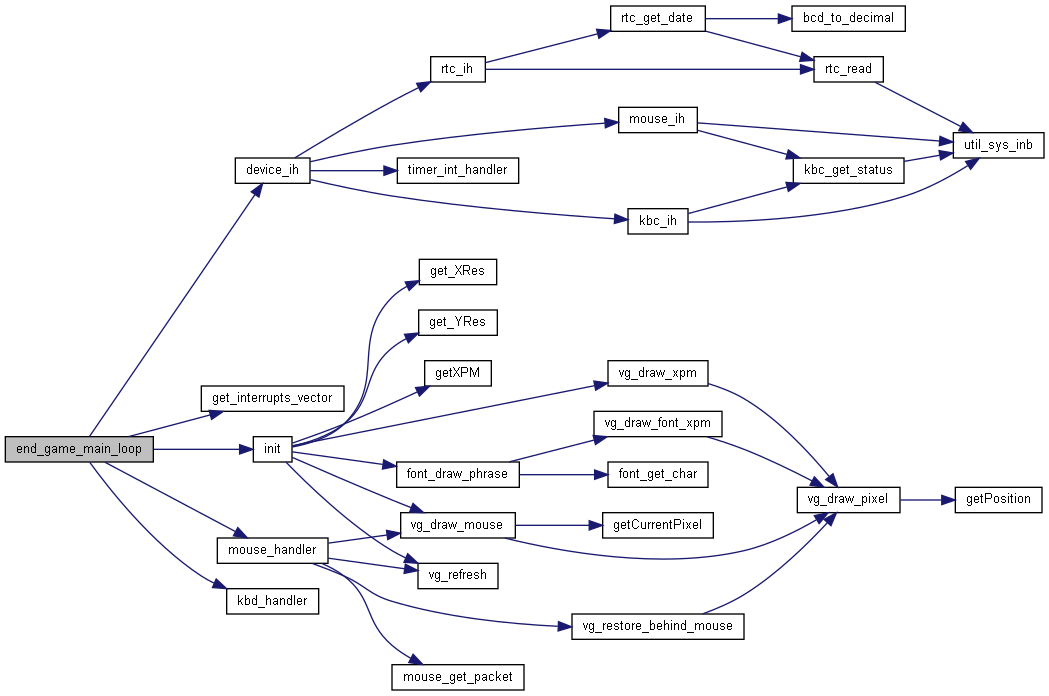 rtc_get_date
bcd_to_decimal
rtc_ih
rtc_read
mouse_ih
util_sys_inb
device_ih
timer_int_handler
kbc_get_status
kbc_ih
get_XRes
get_YRes
getXPM
vg_draw_xpm
get_interrupts_vector
vg_draw_font_xpm
end_game_main_loop
init
font_draw_phrase
font_get_char
vg_draw_pixel
getPosition
vg_draw_mouse
getCurrentPixel
mouse_handler
vg_refresh
kbd_handler
vg_restore_behind_mouse
mouse_get_packet